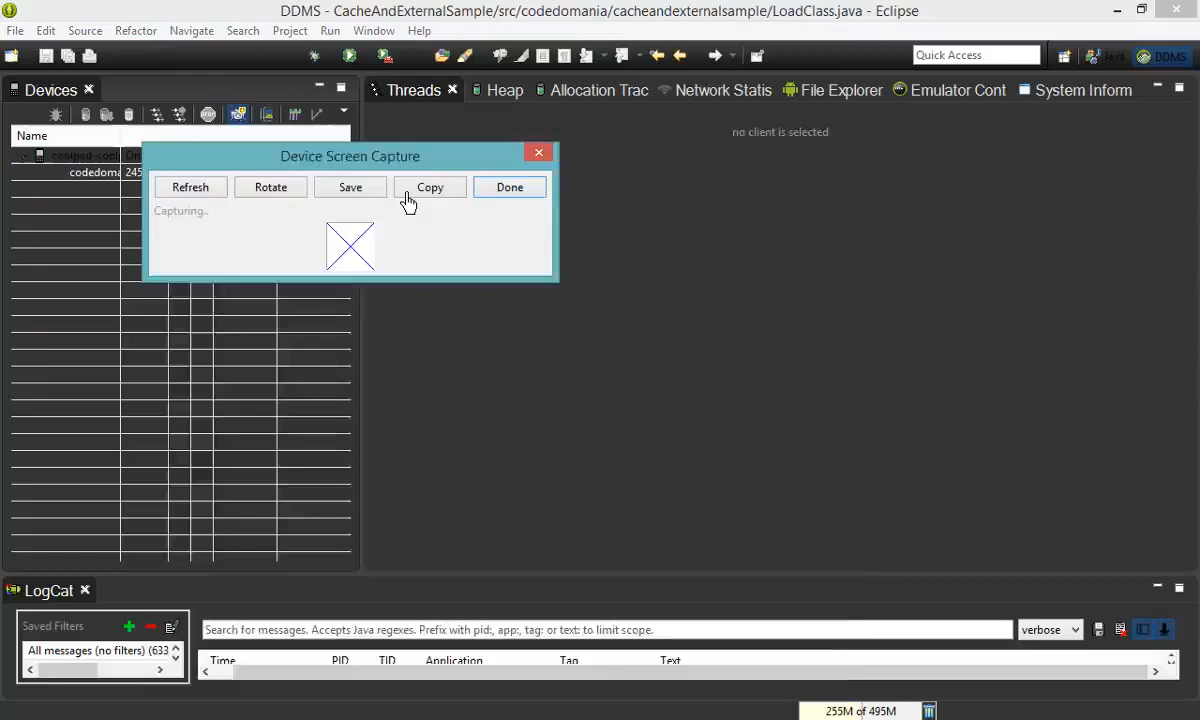 DDMS - CacheAndExternalSample/src/codedomania/cacheandexternalsample/LoadClass.java - Eclipse
File Edit Source Refactor Navigate Search Project Run Window Help
Quick Access
Java
DDMS
Devices
Threads Heap Allocation Trac Network Statis File Explorer Emulator Cont System Inform
Name
no client is selected
Device Screen Capture
codedoma 245
Refresh Rotate Save Copy Done
Capturing..
LogCat
Saved Filters
Search for messages. Accepts Java regexes. Prefix with pid:, app:, tag: or text: to limit scope.
verbose
All messages (no filters) (633
Time PID TID Application Tag Text
255M of 495M